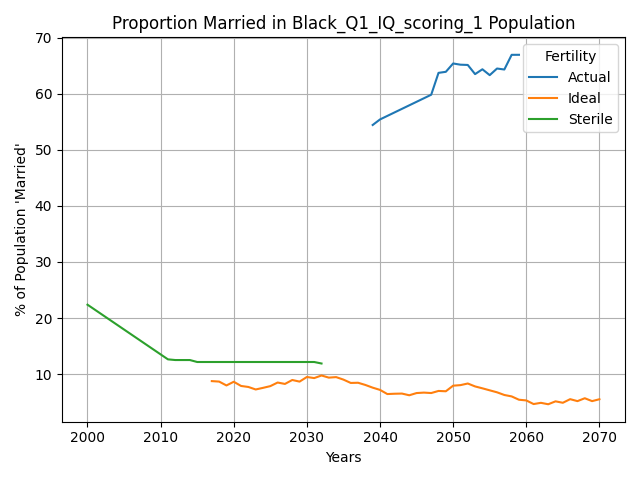 Proportion Married in Black_Q1_IQ_scoring_1 Population
% of Population 'Married'
70
60
50
40
30
20
10
Fertility
Actual
Ideal
Sterile
2000 2010 2020 2030 2040 2050 2060 2070
Years